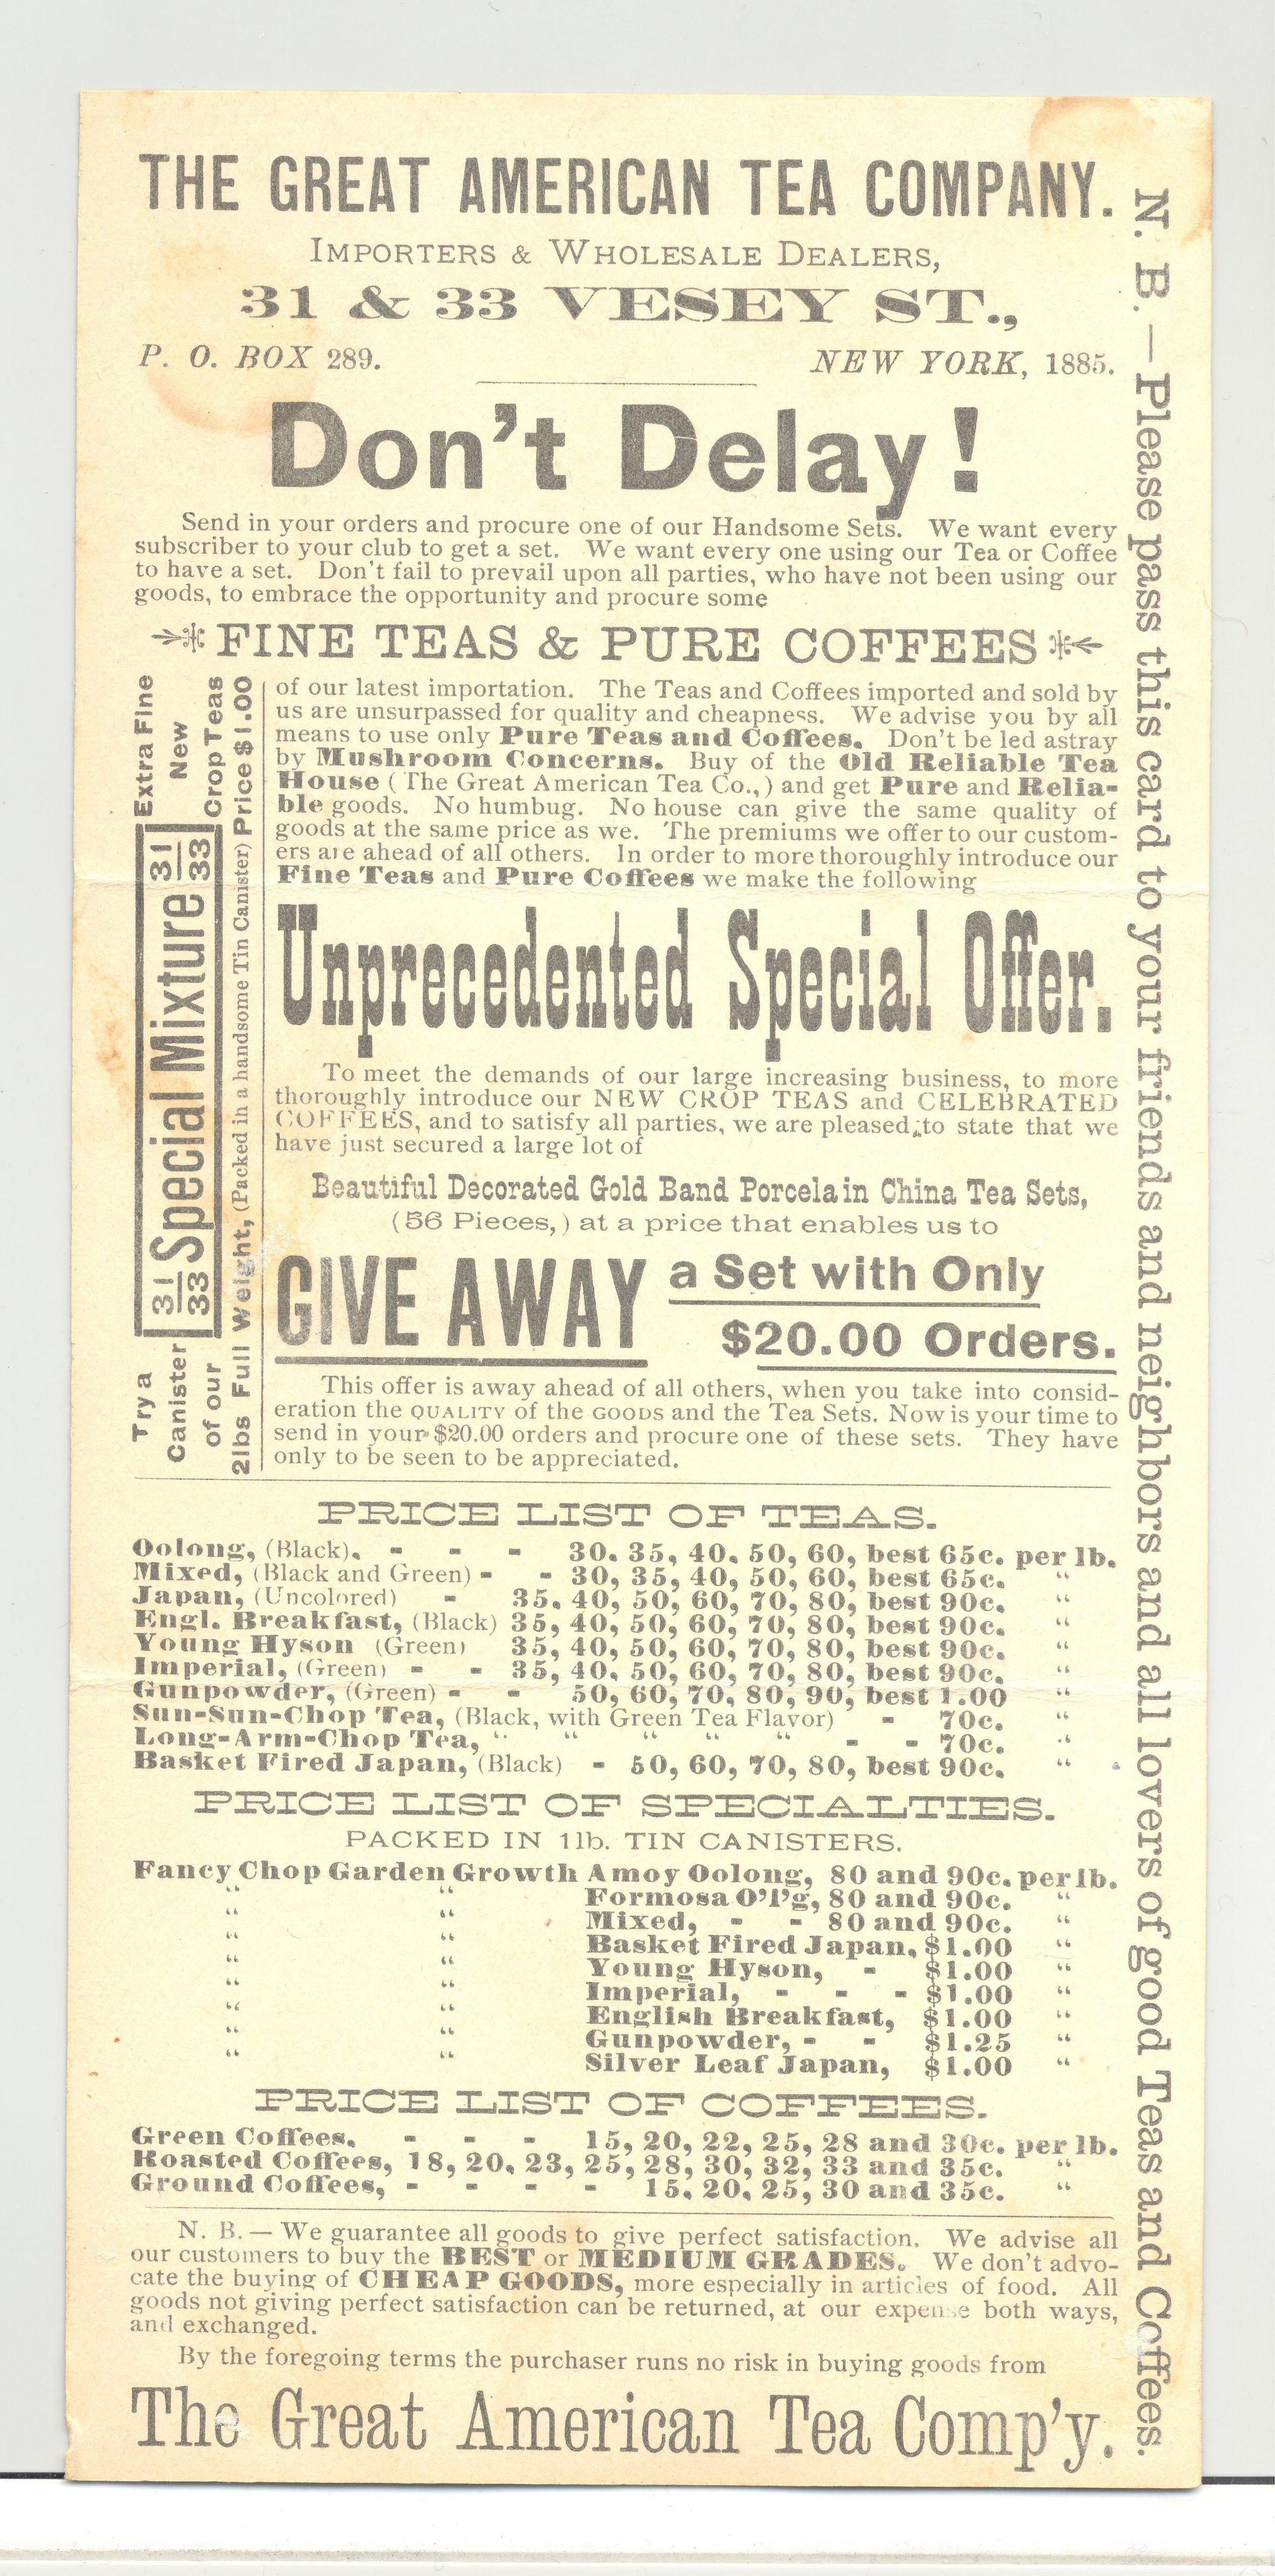 THE GREAT AMERICAN TEA COMPANY.
IMPORTERS & WHOLESALE DEALERS,
31 & 33 VESEY ST.,
P. O. BOX 289. NEW YORK, 1885.
Don't Delay!
Send in your orders and procure one of our Handsome Sets. We want every
subscriber to your club to get a set. We want every one using our Tea or Coffee
to have a set. Don't fail to prevail upon all parties, who have not been using our
goods, to embrace the opportunity and procure some
FINE TEAS & PURE COFFEES
of our latest importation. The Teas and Coffees imported and sold by
us are unsurpassed for quality and cheapness. We advise you by all
means to use only Pure Teas and Coffees. Don't be led astray
by Mushroom Concerns. Buy of the Old Reliable Tea
House (The Great American Tea Co.,) and get Pure and Relia-
ble goods. No humbug. No house can give the same quality of
goods at the same price as we. The premiums we offer to our custom-
ers are ahead of all others. In order to more thoroughly introduce our
Fine Teas and Pure Coffees we make the following
Unprecedented Special Offer.
To meet the demands of our large increasing business, to more
thoroughly introduce our NEW CROP TEAS and CELEBRATED
COFFEES, and to satisfy all parties, we are pleased to state that we
have just secured a large lot of
Beautiful Decorated Gold Band Porcelain China Tea Sets,
(56 Pieces,) at a price that enables us to
GIVE AWAY a Set with Only
$20.00 Orders.
This offer is away ahead of all others, when you take into consid-
eration the QUALITY of the GOODS and the Tea Sets. Now is your time to
send in your $20.00 orders and procure one of these sets. They have
only to be seen to be appreciated.
Try a
Canister
of our
31/33 Special Mixture 31/33
Extra Fine
New
Crop Teas
2lbs Full Weight, (Packed in a handsome Tin Canister) Price $1.00
PRICE LIST OF TEAS.
Oolong, (Black), - - - 30. 35, 40. 50, 60, best 65c. per lb.
Mixed, (Black and Green) - - 30, 35, 40, 50, 60, best 65c. "
Japan, (Uncolored) - 35, 40, 50, 60, 70, 80, best 90c. "
Engl. Breakfast, (Black) 35, 40, 50, 60, 70, 80, best 90c. "
Young Hyson (Green) 35, 40, 50, 60, 70, 80, best 90c. "
Imperial, (Green) - - 35, 40, 50, 60, 70, 80, best 90c. "
Gunpowder, (Green) - - 50, 60, 70, 80, 90, best 1.00 "
Sun-Sun-Chop Tea, (Black, with Green Tea Flavor) - 70c. "
Long-Arm-Chop Tea, " " " " " - - 70c. "
Basket Fired Japan, (Black) - 50, 60, 70, 80, best 90c. "
PRICE LIST OF SPECIALTIES.
PACKED IN 1lb. TIN CANISTERS.
Fancy Chop Garden Growth Amoy Oolong, 80 and 90c. per lb.
" " Formosa O'l'g, 80 and 90c. "
" " Mixed, - - 80 and 90c. "
" " Basket Fired Japan, $1.00 "
" " Young Hyson, - $1.00 "
" " Imperial, - - - $1.00 "
" " English Breakfast, $1.00 "
" " Gunpowder, - - $1.25 "
" " Silver Leaf Japan, $1.00 "
PRICE LIST OF COFFEES.
Green Coffees. - - - 15, 20, 22, 25, 28 and 30c. per lb.
Roasted Coffees, 18, 20, 23, 25, 28, 30, 32, 33 and 35c. "
Ground Coffees, - - - - 15, 20, 25, 30 and 35c. "
N. B. — We guarantee all goods to give perfect satisfaction. We advise all
our customers to buy the BEST or MEDIUM GRADES. We don't advo-
cate the buying of CHEAP GOODS, more especially in articles of food. All
goods not giving perfect satisfaction can be returned, at our expense both ways,
and exchanged.
By the foregoing terms the purchaser runs no risk in buying goods from
The Great American Tea Comp'y.
N. B. — Please pass this card to your friends and neighbors and all lovers of good Teas and Coffees.